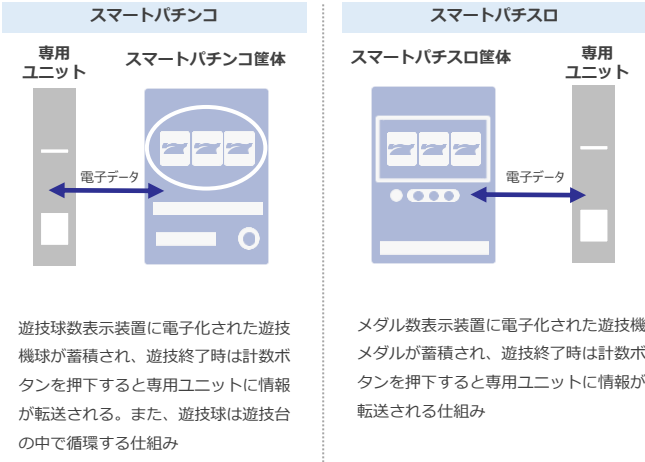 スマートパチンコ
専用
ユニット
スマートパチンコ筐体
電子データ
遊技球数表示装置に電子化された遊技
機球が蓄積され、遊技終了時は計数ボ
タンを押下すると専用ユニットに情報
が転送される。また、遊技球は遊技台
の中で循環する仕組み
スマートパチスロ
スマートパチスロ筐体
専用
ユニット
電子データ
メダル数表示装置に電子化された遊技機
メダルが蓄積され、遊技終了時は計数ボ
タンを押下すると専用ユニットに情報が
転送される仕組み